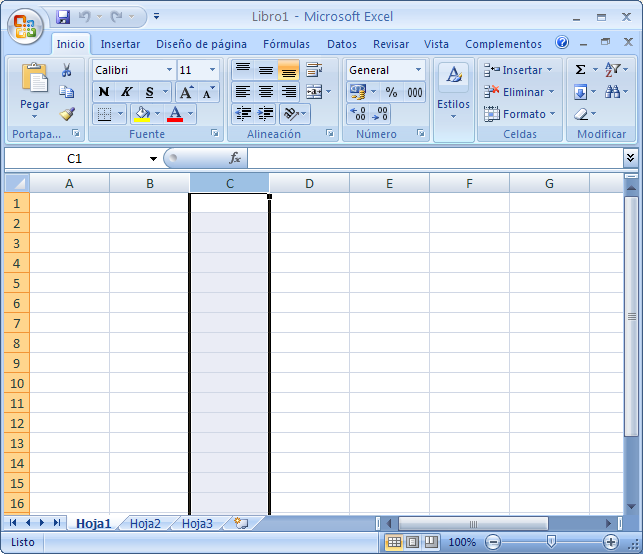 Libro1 - Microsoft Excel
Inicio Insertar Diseño de página Fórmulas Datos Revisar Vista Complementos
Pegar
Portapa...
Calibri 11
N K S A A
A
Fuente
Alineación
General
% 000
Número
Estilos
Insertar
Eliminar
Formato
Celdas
Σ
Modificar
C1 fx
A B C D E F G
1
2
3
4
5
6
7
8
9
10
11
12
13
14
15
16
Hoja1 Hoja2 Hoja3
Listo 100%